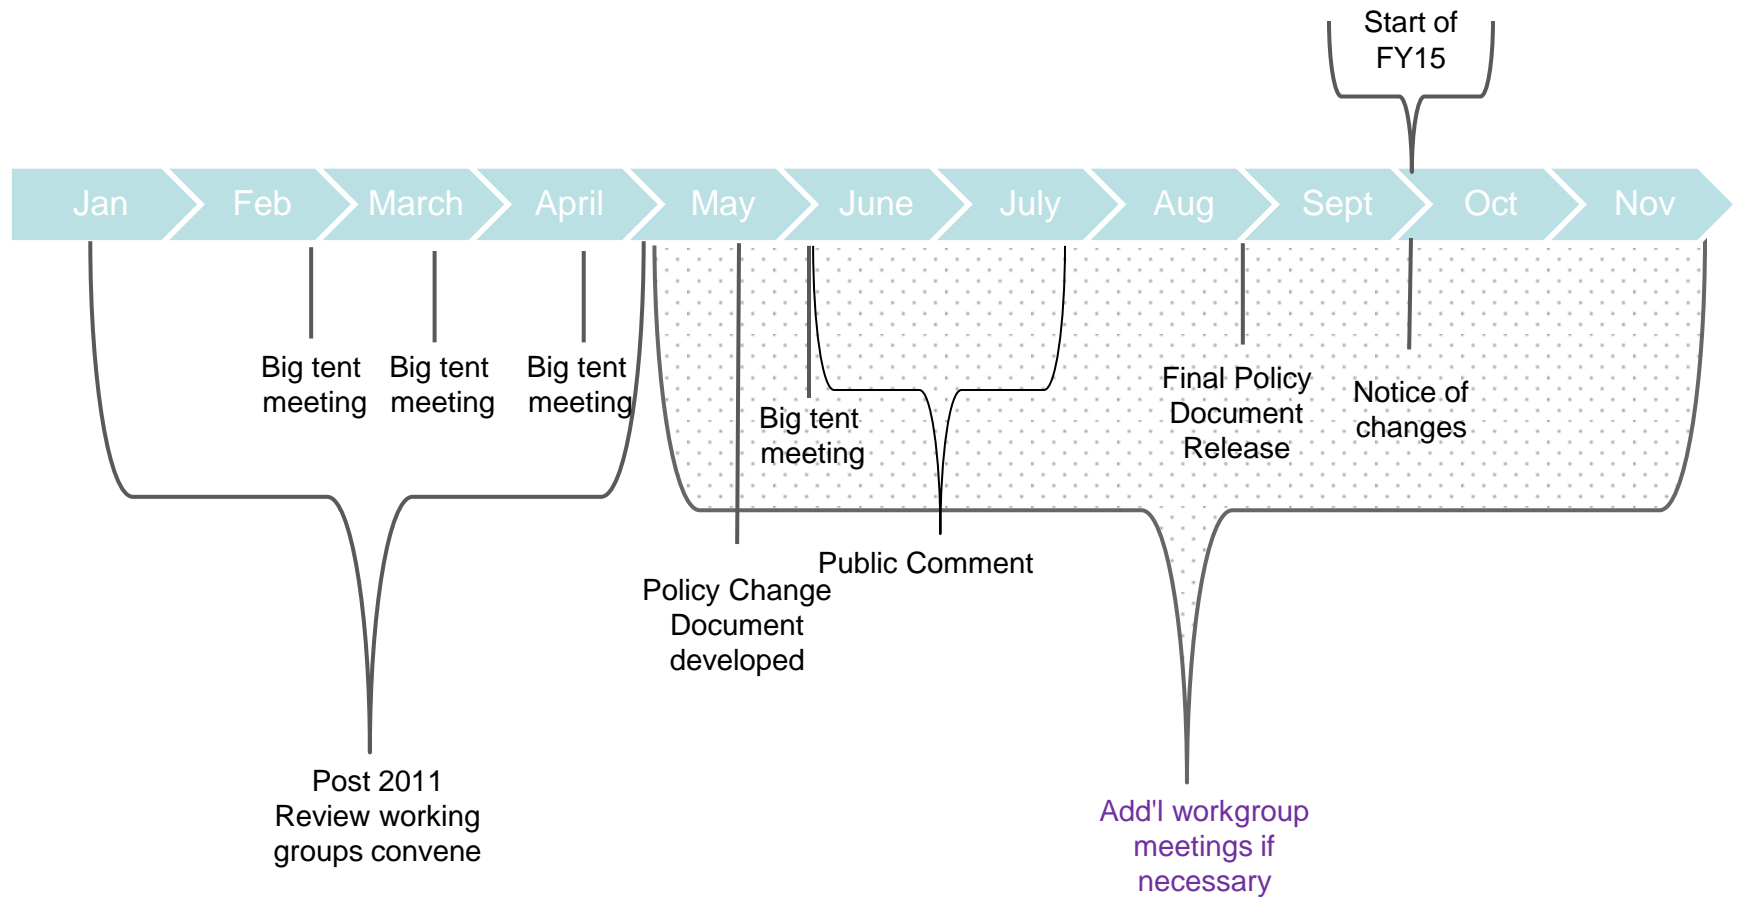 Start of
FY15
Jan
Feb
March
April
May
June
July
Aug
Sept
Oct
Nov
Big tent
meeting
Big tent
meeting
Big tent
meeting
Big tent
meeting
Final Policy
Document
Release
Notice of
changes
Public Comment
Policy Change
Document
developed
Post 2011
Review working
groups convene
Add'l workgroup
meetings if
necessary